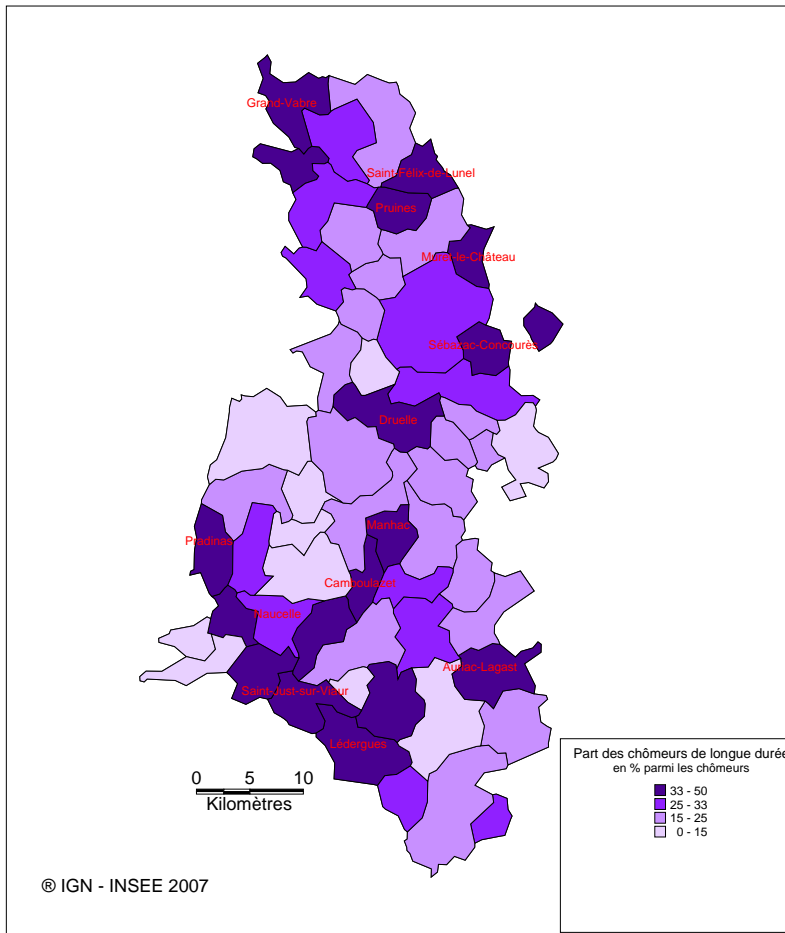 Grand-Vabre
Saint-Félix-de-Lunel
Pruines
Muret-le-Château
Sébazac-Concourès
Druelle
Manhac
Pradinas
Camboulazet
Naucelle
Auriac-Lagast
Saint-Just-sur-Viaur
Lédergues
0 5 10
Kilomètres
Part des chômeurs de longue durée
en % parmi les chômeurs
33 - 50
25 - 33
15 - 25
0 - 15
® IGN - INSEE 2007